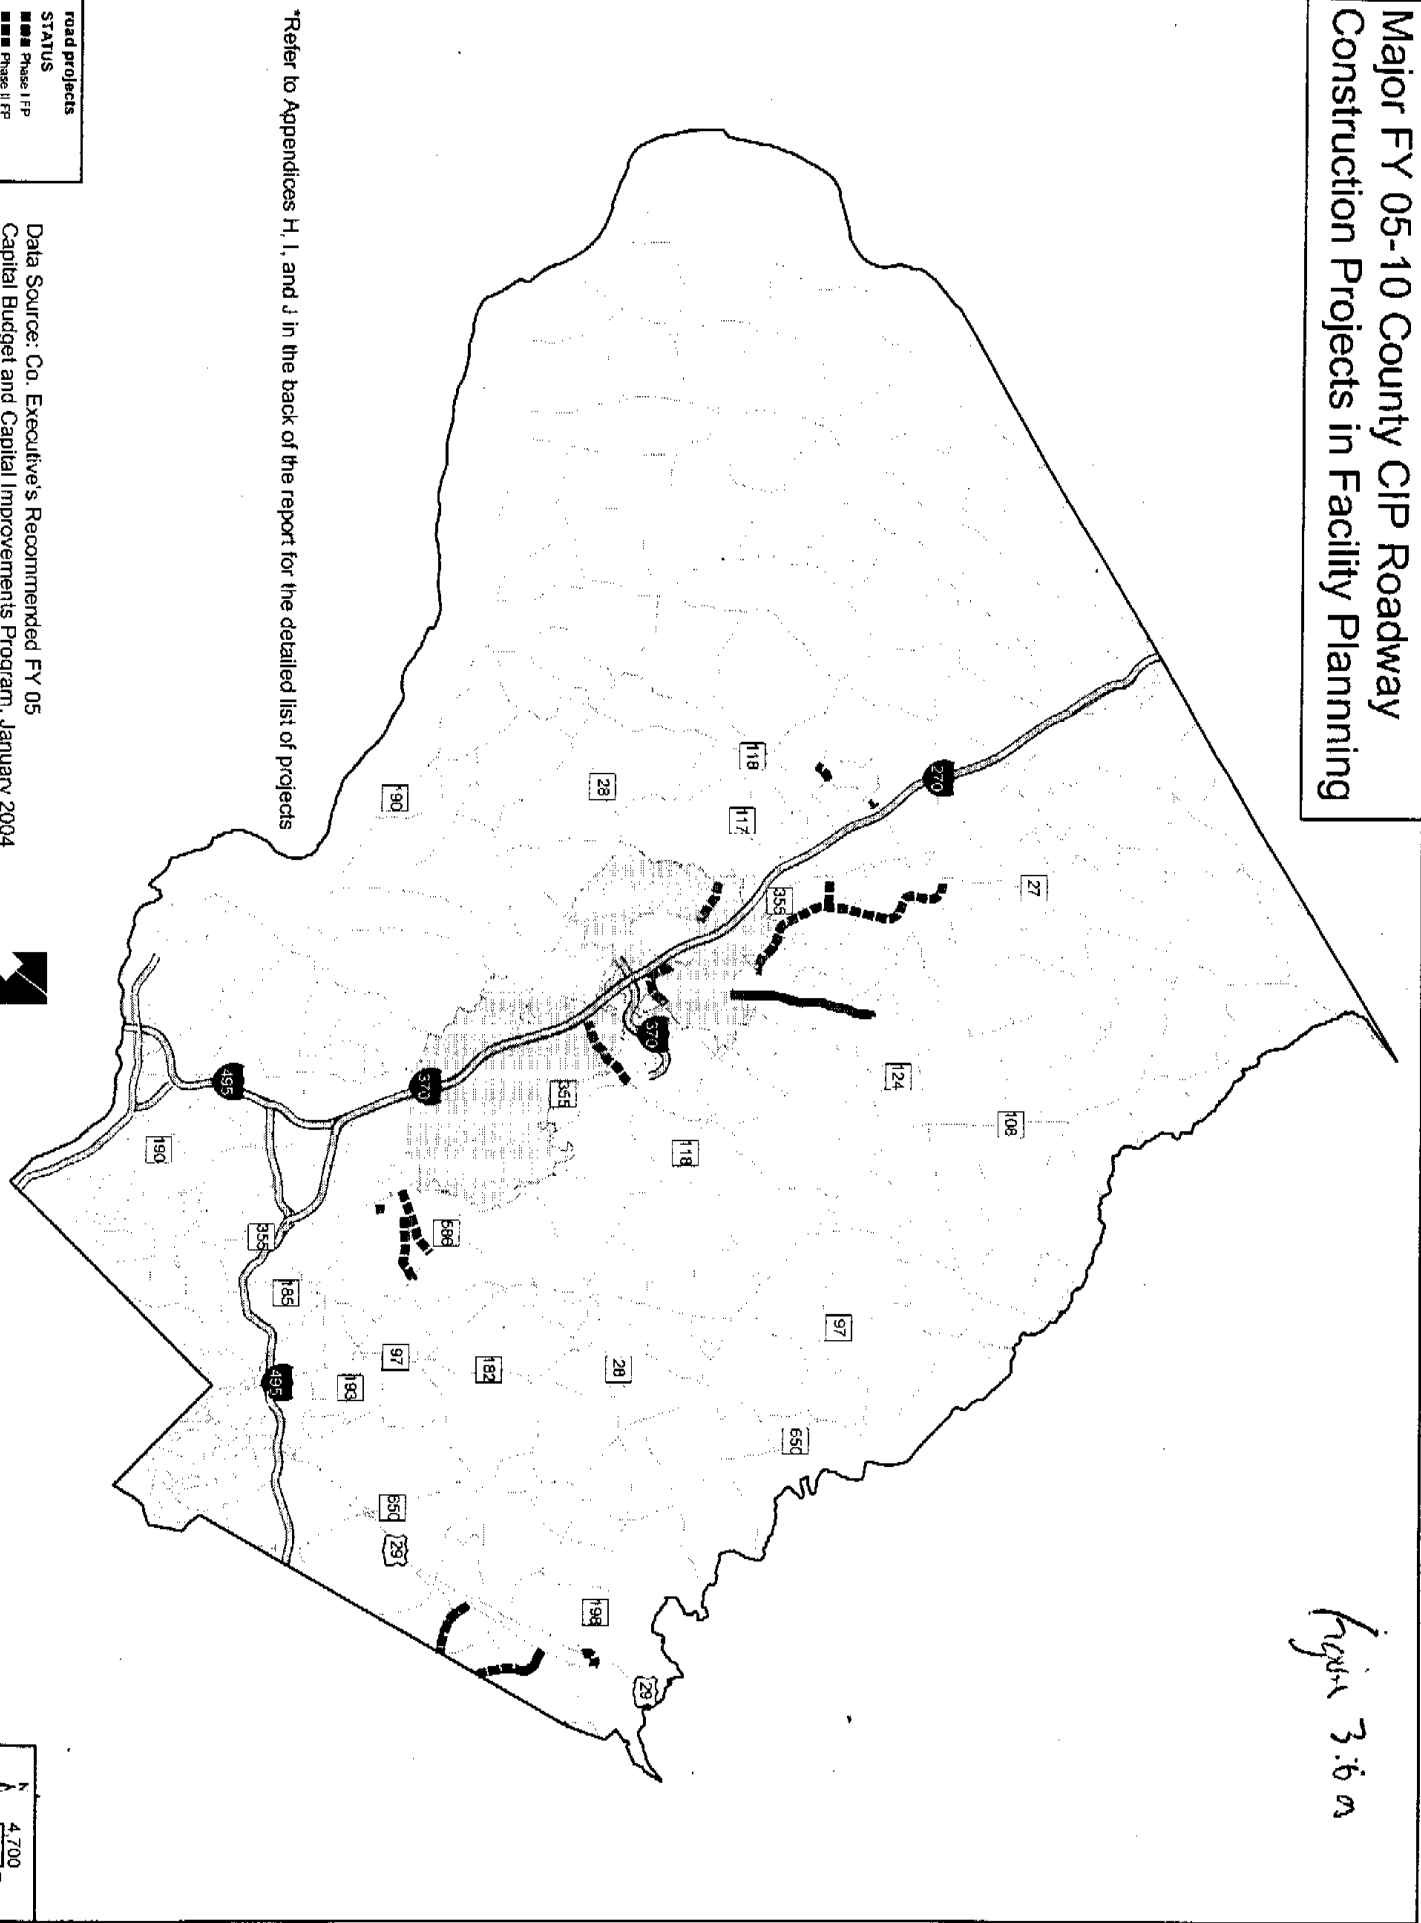 Major FY 05-10 County CIP Roadway
Construction Projects in Facility Planning
3.6 a
270
27
118
117
28
190
355
570
124
108
355
118
270
495
190
586
355
185
495
97
193
182
28
97
650
650
29
198
29
*Refer to Appendices H, I, and J in the back of the report for the detailed list of projects
road projects
STATUS
Phase I FP
Phase II FP
Data Source: Co. Executive's Recommended FY 05
Capital Budget and Capital Improvements Program, January 2004
N
4,700